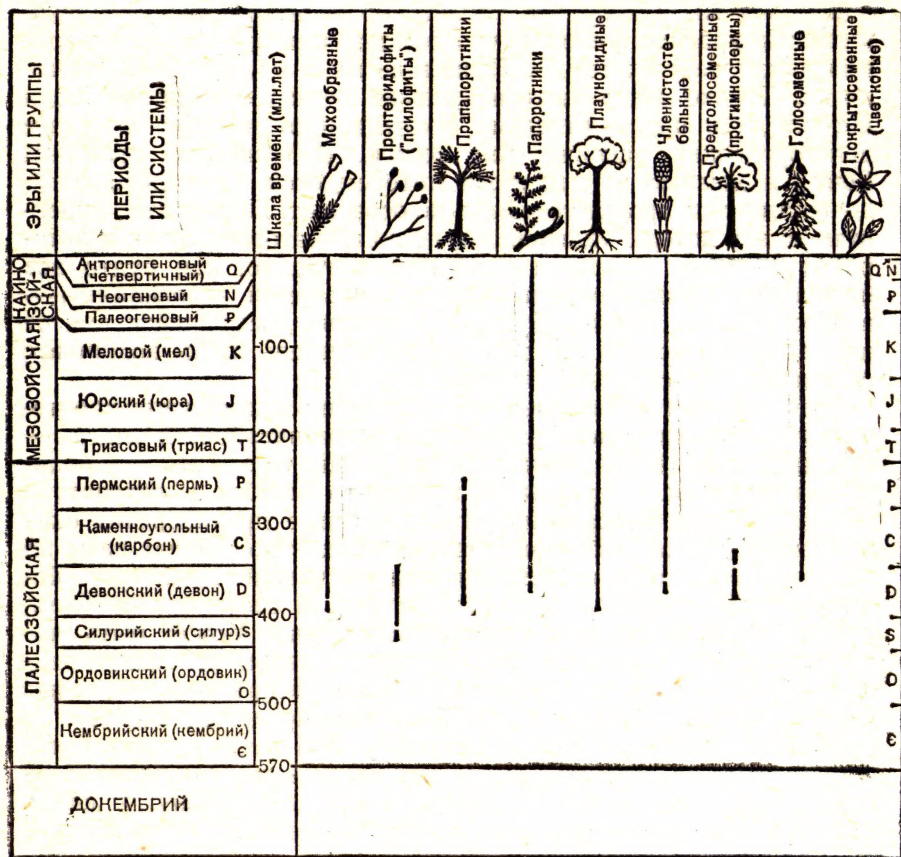 ЭРЫ ИЛИ ГРУППЫ
ПЕРИОДЫ
ИЛИ СИСТЕМЫ
Шкала времени (млн.лет)
Мохообразные
Проптеридофиты
("псилофиты")
Прапапоротники
Папоротники
Плауновидные
Членистосте-
бельные
Предголосеменные
(прогимноспермы)
Голосеменные
Покрытосеменные
(цветковые)
КАЙНО
ЗОЙ-
СКАЯ
Антропогеновый
(четвертичный) Q
Неогеновый N
Палеогеновый Ꝑ
МЕЗОЗОЙСКАЯ
Меловой (мел) K
Юрский (юра) J
Триасовый (триас) T
ПАЛЕОЗОЙСКАЯ
Пермский (пермь) P
Каменноугольный
(карбон) C
Девонский (девон) D
Силурийский (силур) S
Ордовикский (ордовик)
O
Кембрийский (кембрий)
Є
100
200
300
400
500
570
Q N
Ꝑ
K
J
T
P
C
D
S
O
Є
ДОКЕМБРИЙ